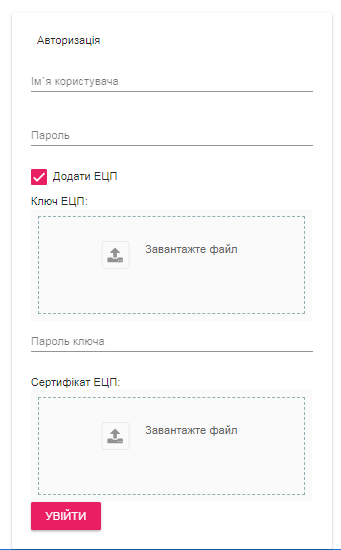 Авторизація
Ім`я користувача
Пароль
Додати ЕЦП
Ключ ЕЦП:
Завантажте файл
Пароль ключа
Сертифікат ЕЦП:
Завантажте файл
УВІЙТИ